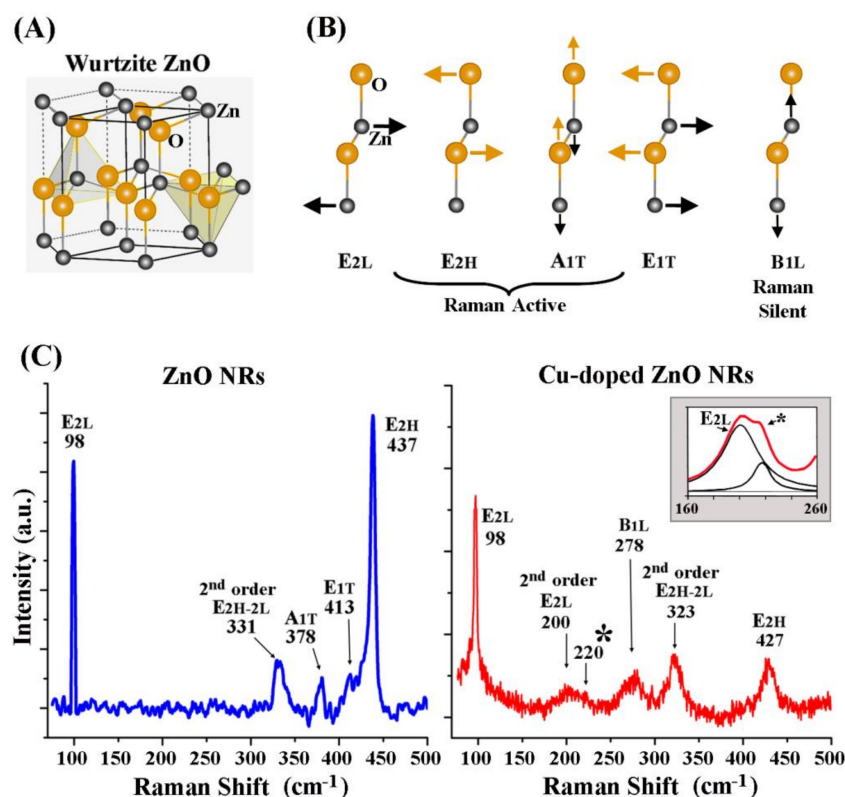 (A)
Wurtzite ZnO
Zn
O
(B)
O
Zn
E2L
E2H
A1T
E1T
B1L
Raman Active
Raman
Silent
(C)
ZnO NRs
Intensity (a.u.)
E2L
98
2nd order
E2H-2L
331
A1T
378
E1T
413
E2H
437
100 150 200 250 300 350 400 450 500
Raman Shift (cm-1)
Cu-doped ZnO NRs
E2L
98
2nd order
E2L
200
220
*
B1L
278
2nd order
E2H-2L
323
E2H
427
E2L
*
160
260
100 150 200 250 300 350 400 450 500
Raman Shift (cm-1)